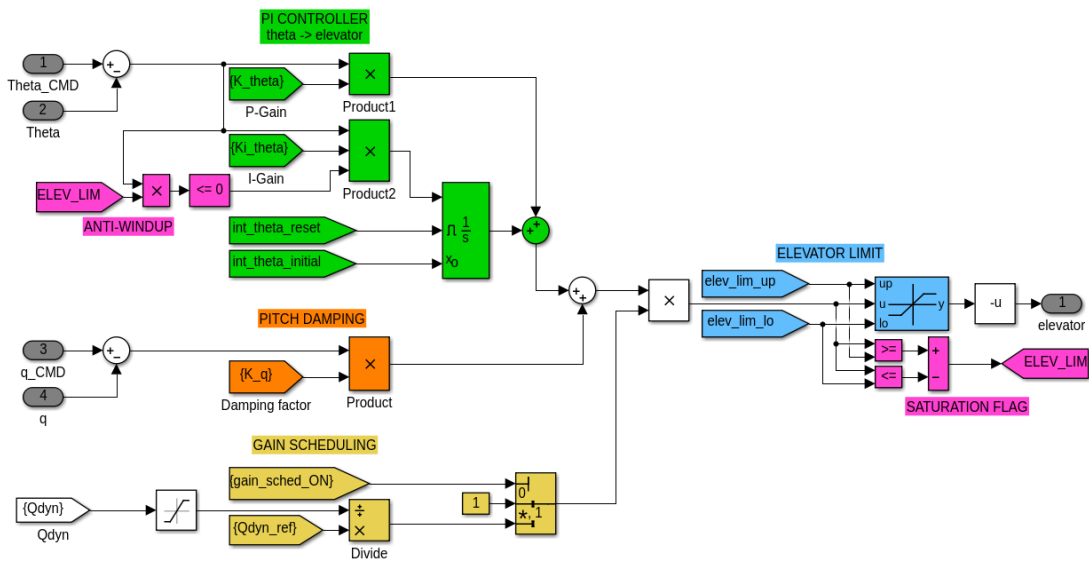 PI CONTROLLER
theta -> elevator
1
Theta_CMD
2
Theta
{K_theta}
P-Gain
×
Product1
{Ki_theta}
I-Gain
×
Product2
ELEV_LIM
×
<= 0
ANTI-WINDUP
int_theta_reset
int_theta_initial
1
s
xo
+
+
+
-
ELEVATOR LIMIT
elev_lim_up
elev_lim_lo
up
u
lo
y
-u
1
elevator
×
+
+
>=
<=
+
−
ELEV_LIM
SATURATION FLAG
PITCH DAMPING
3
q_CMD
4
q
+
-
{K_q}
Damping factor
×
Product
GAIN SCHEDULING
{gain_sched_ON}
1
0
*, 1
{Qdyn}
Qdyn
{Qdyn_ref}
÷
×
Divide